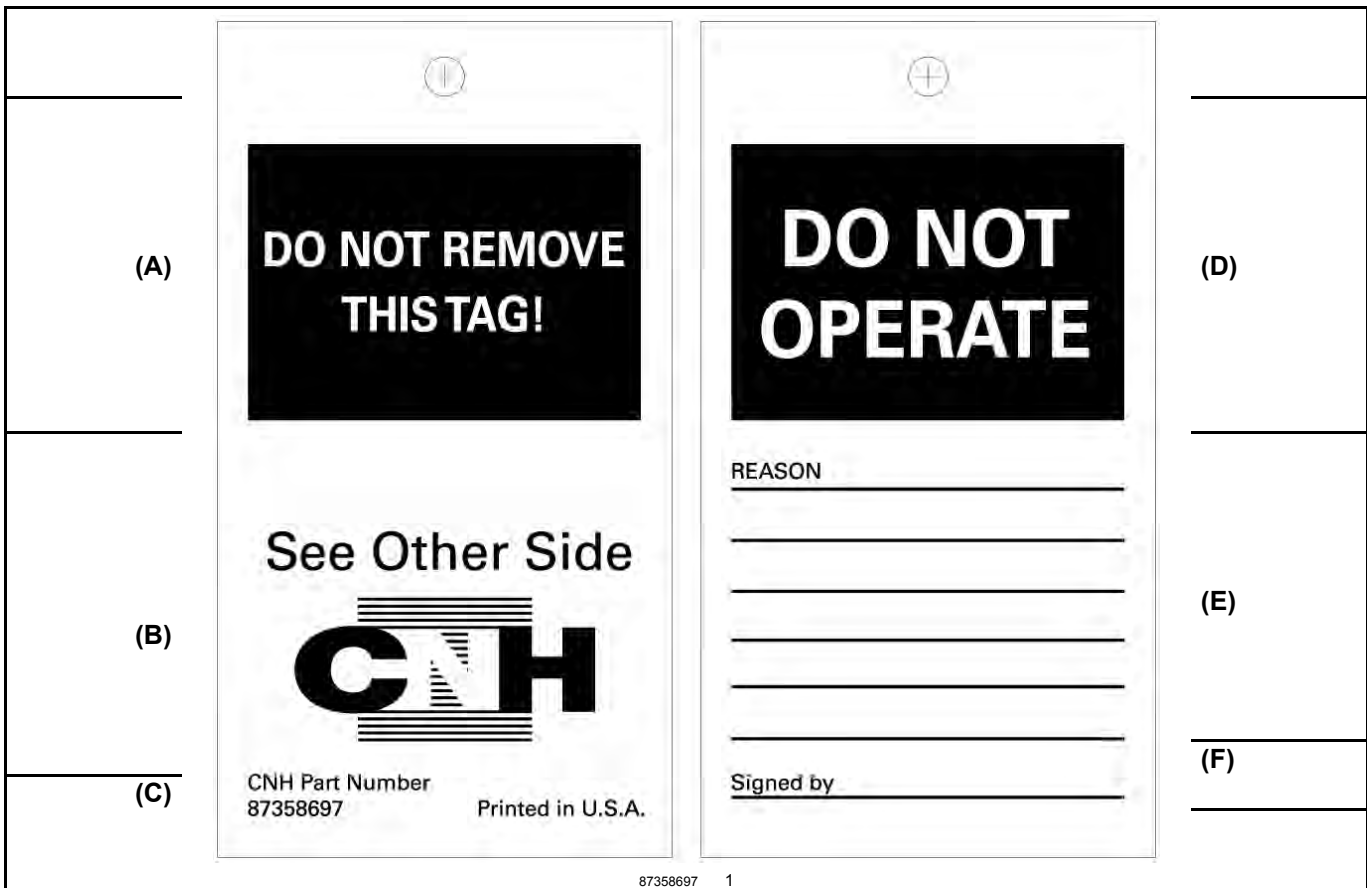 (A)
DO NOT REMOVE
THIS TAG!
(B)
See Other Side
CNH
(C)
CNH Part Number
87358697 Printed in U.S.A.
DO NOT
OPERATE
(D)
REASON
(E)
(F)
Signed by
87358697 1